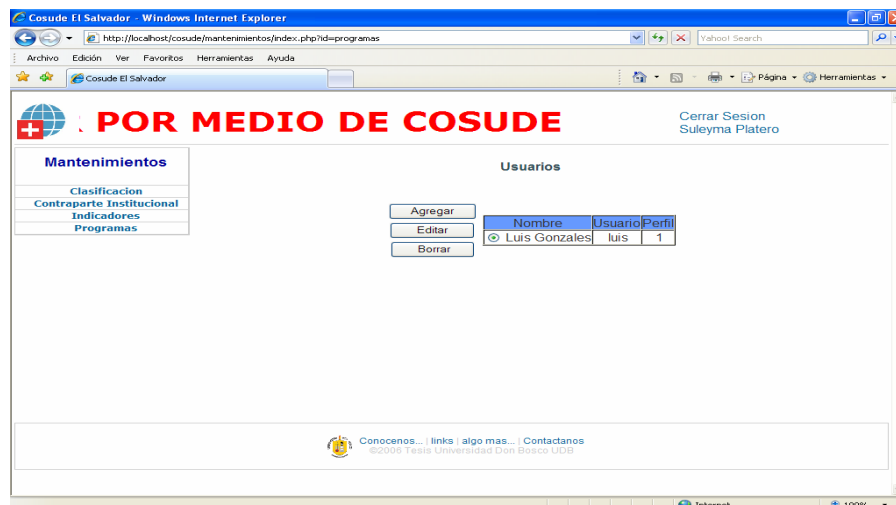 Cosude El Salvador - Windows Internet Explorer
http://localhost/cosude/mantenimientos/index.php?id=programas
Yahoo! Search
Archivo Edición Ver Favoritos Herramientas Ayuda
Cosude El Salvador
Página Herramientas
POR MEDIO DE COSUDE
Cerrar Sesion
Suleyma Platero
Mantenimientos
Clasificacion
Contraparte Institucional
Indicadores
Programas
Usuarios
Agregar
Editar
Borrar
Nombre Usuario Perfil
Luis Gonzales luis 1
Conocenos... | links | algo mas... | Contactanos
©2006 Tesis Universidad Don Bosco UDB
Internet 100%